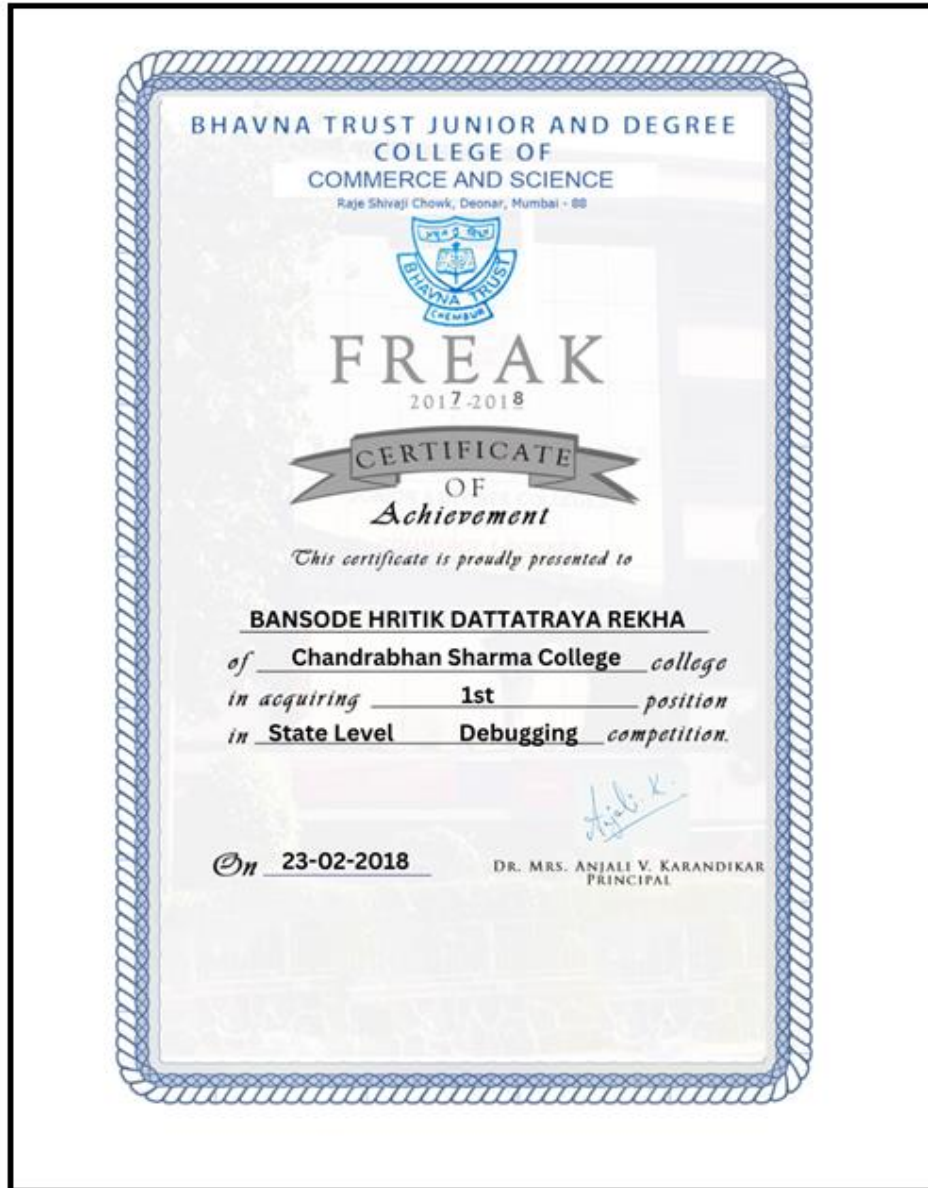 BHAVNA TRUST JUNIOR AND DEGREE
COLLEGE OF
COMMERCE AND SCIENCE
Raje Shivaji Chowk, Deonar, Mumbai - 88
BHAVNA TRUST
CHEMBUR
FREAK
2017-2018
CERTIFICATE
OF
Achievement
This certificate is proudly presented to
BANSODE HRITIK DATTATRAYA REKHA
of Chandrabhan Sharma College college
in acquiring 1st position
in State Level Debugging competition.
Anjali K.
On 23-02-2018
DR. MRS. ANJALI V. KARANDIKAR
PRINCIPAL